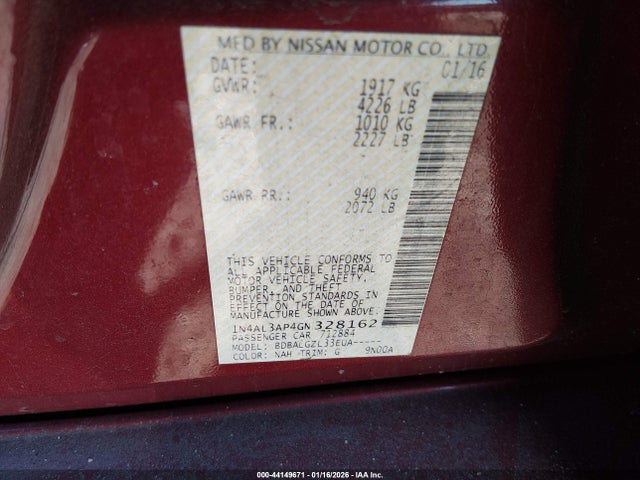 MFD BY NISSAN MOTOR CO., LTD.
DATE: 01/16
GVWR: 1917 KG
4226 LB
GAWR FR.: 1010 KG
2227 LB
GAWR RR.: 940 KG
2072 LB
THIS VEHICLE CONFORMS TO
ALL APPLICABLE FEDERAL
MOTOR VEHICLE SAFETY,
BUMPER, AND THEFT
PREVENTION STANDARDS IN
EFFECT ON THE DATE OF
MANUFACTURE SHOWN ABOVE.
1N4AL3AP4GN328162
PASSENGER CAR 712884
MODEL: BDBALGZL33EUA-----
COLOR: NAH TRIM: G 9N00A
000-44149671 | 01/16/2026 - IAA Inc.